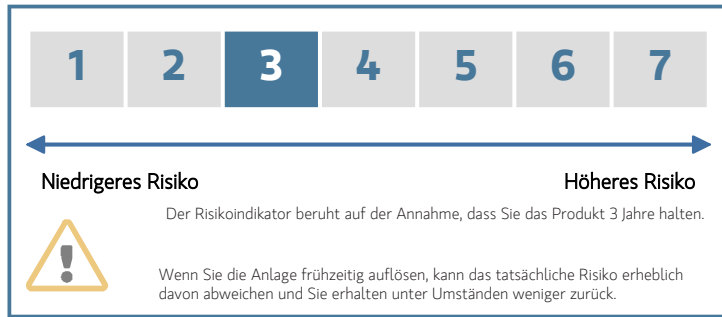 1 2 3 4 5 6 7
Niedrigeres Risiko Höheres Risiko
Der Risikoindikator beruht auf der Annahme, dass Sie das Produkt 3 Jahre halten.
Wenn Sie die Anlage frühzeitig auflösen, kann das tatsächliche Risiko erheblich
davon abweichen und Sie erhalten unter Umständen weniger zurück.